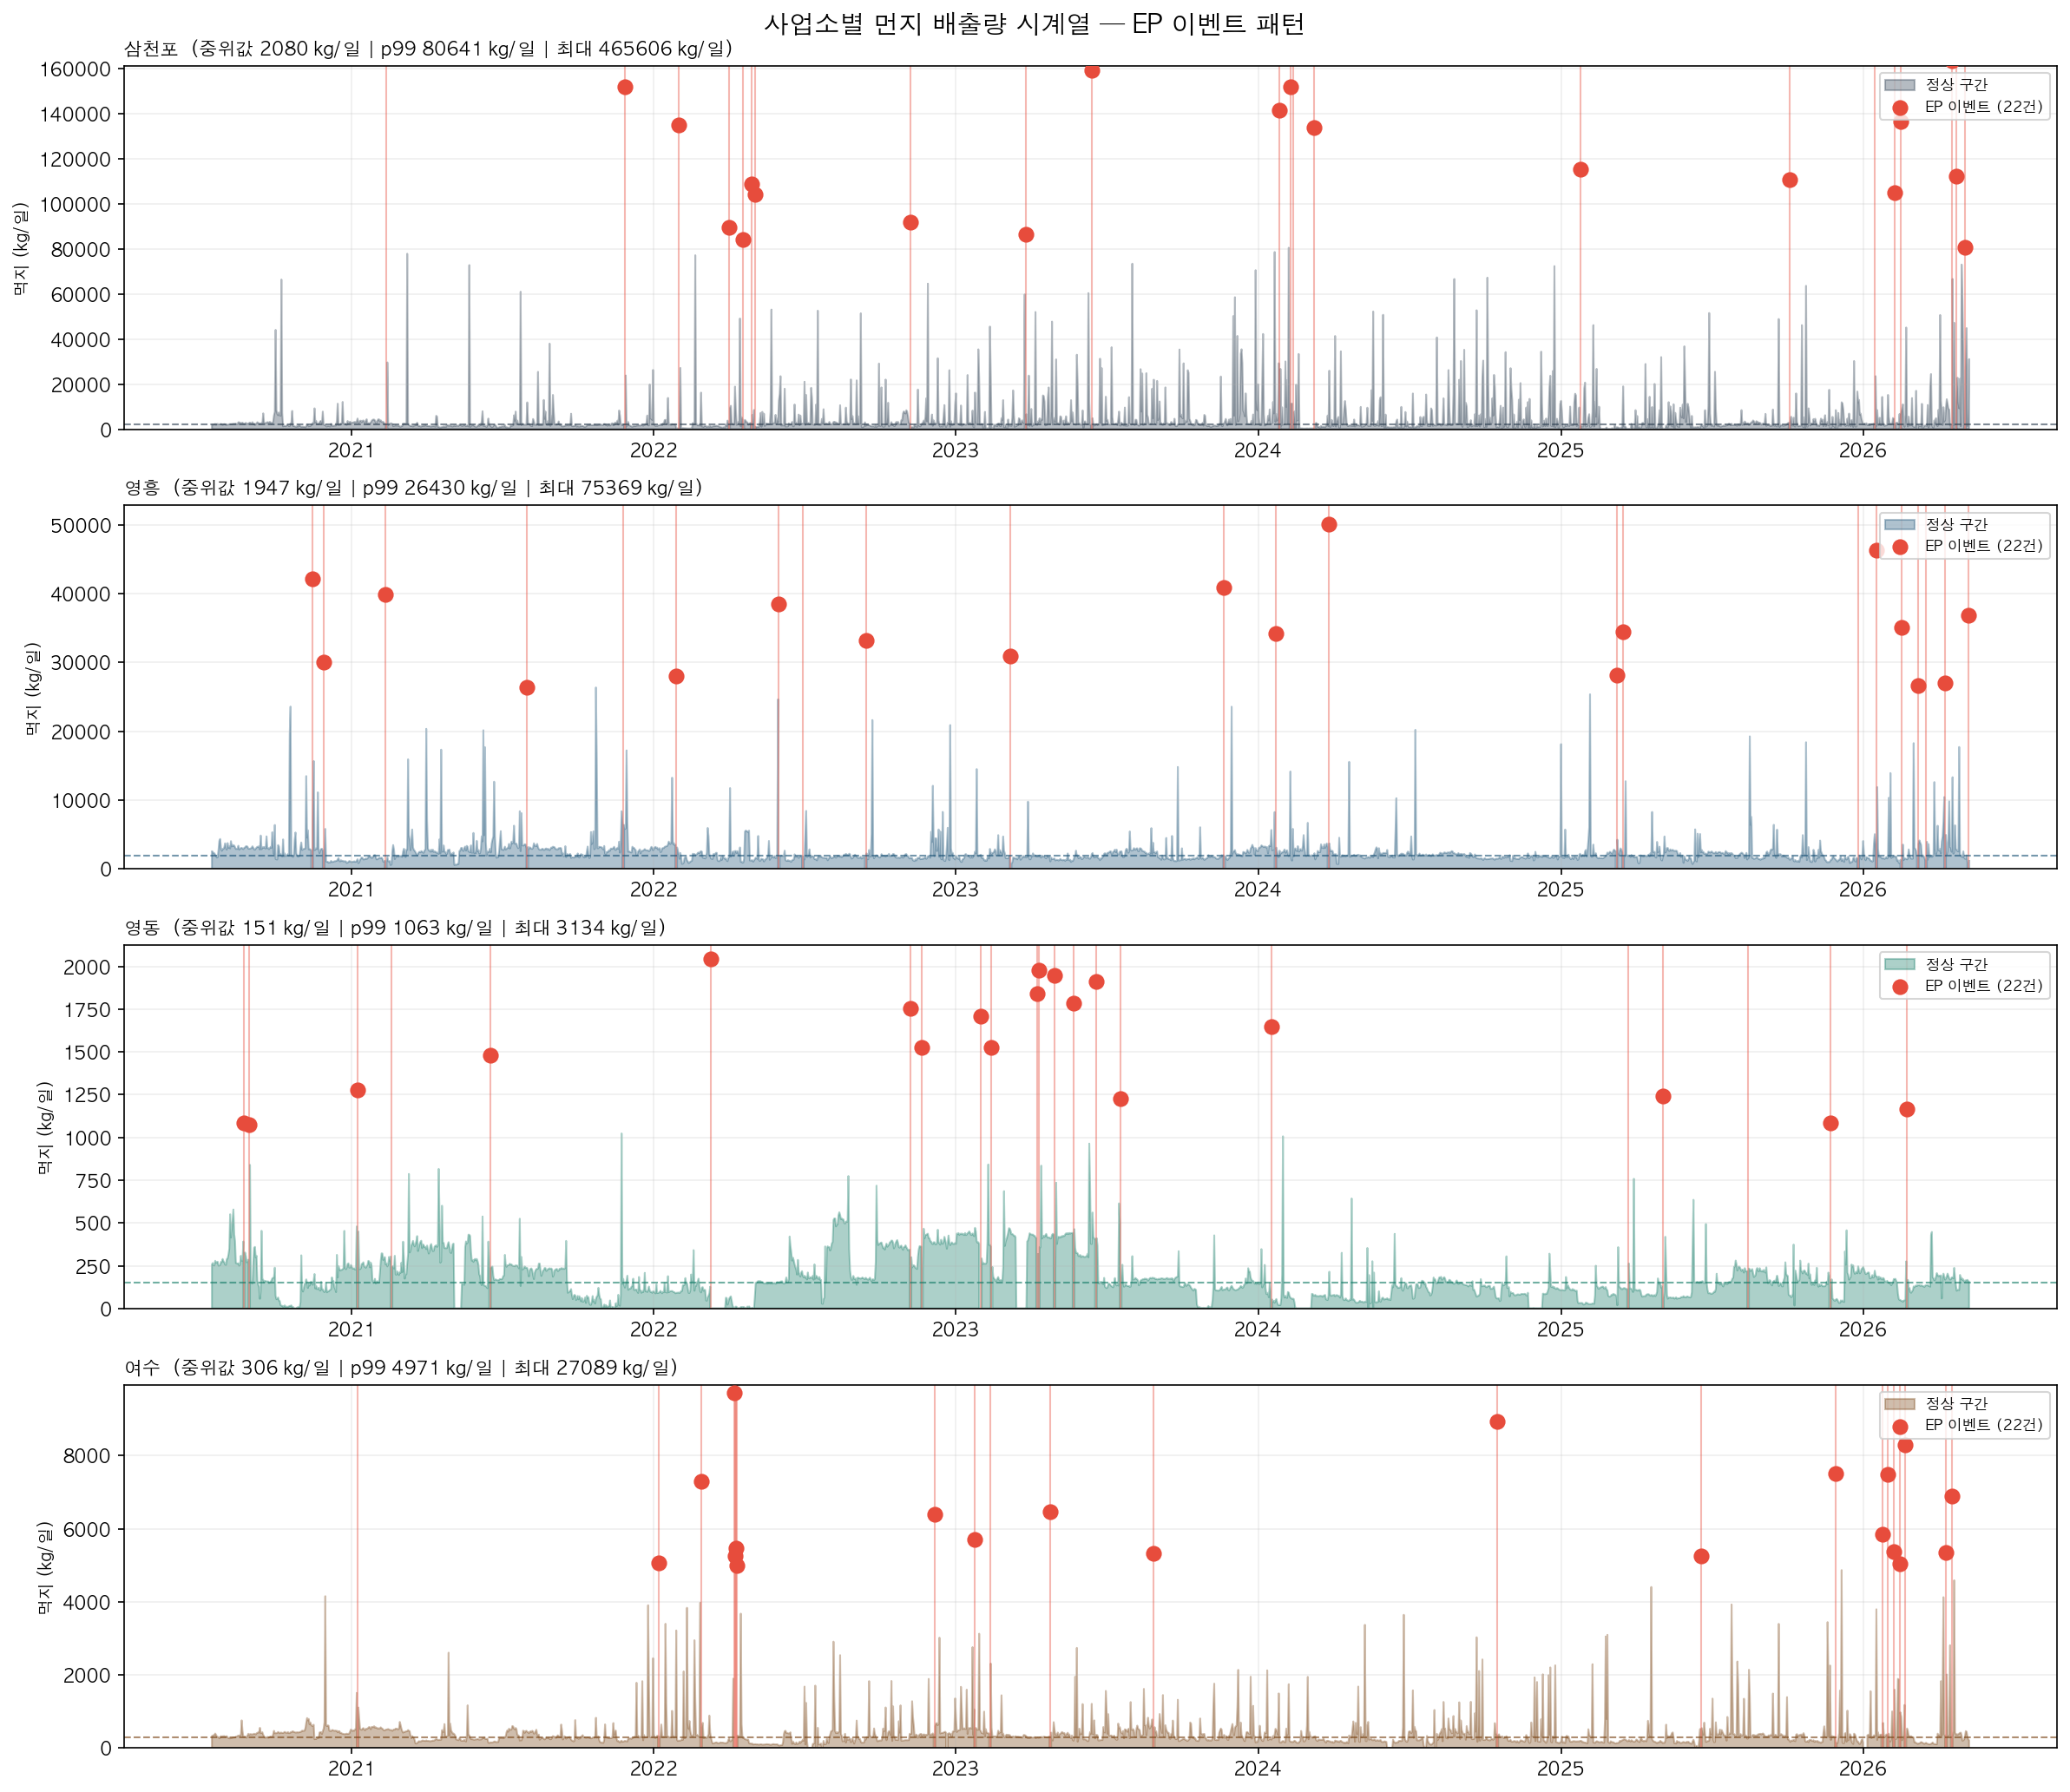 사업소별 먼지 배출량 시계열 — EP 이벤트 패턴
삼천포 (중위값 2080 kg/일 | p99 80641 kg/일 | 최대 465606 kg/일)
먹지 (kg/일)
160000
140000
120000
100000
80000
60000
40000
20000
0
정상 구간
EP 이벤트 (22건)
2021 2022 2023 2024 2025 2026
영흥 (중위값 1947 kg/일 | p99 26430 kg/일 | 최대 75369 kg/일)
먹지 (kg/일)
50000
40000
30000
20000
10000
0
정상 구간
EP 이벤트 (22건)
2021 2022 2023 2024 2025 2026
영동 (중위값 151 kg/일 | p99 1063 kg/일 | 최대 3134 kg/일)
먹지 (kg/일)
2000
1750
1500
1250
1000
750
500
250
0
정상 구간
EP 이벤트 (22건)
2021 2022 2023 2024 2025 2026
여수 (중위값 306 kg/일 | p99 4971 kg/일 | 최대 27089 kg/일)
먹지 (kg/일)
8000
6000
4000
2000
0
정상 구간
EP 이벤트 (22건)
2021 2022 2023 2024 2025 2026